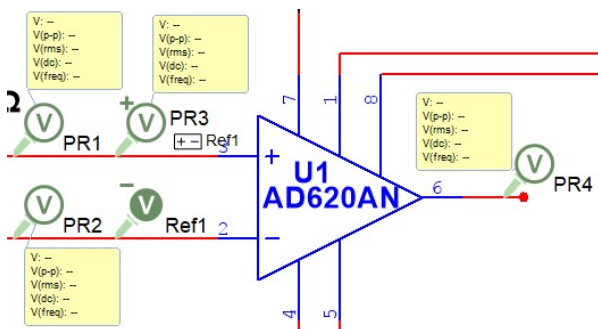 V: --
V(p-p): --
V(rms): --
V(dc): --
V(freq): --
V: --
V(p-p): --
V(rms): --
V(dc): --
V(freq): --
Ω
V
PR1
+
V
PR3
+ -
Ref1
3
7
1
8
+
U1
AD620AN
-
V: --
V(p-p): --
V(rms): --
V(dc): --
V(freq): --
V
PR4
6
V
PR2
-
V
Ref1
2
V: --
V(p-p): --
V(rms): --
V(dc): --
V(freq): --
4
5